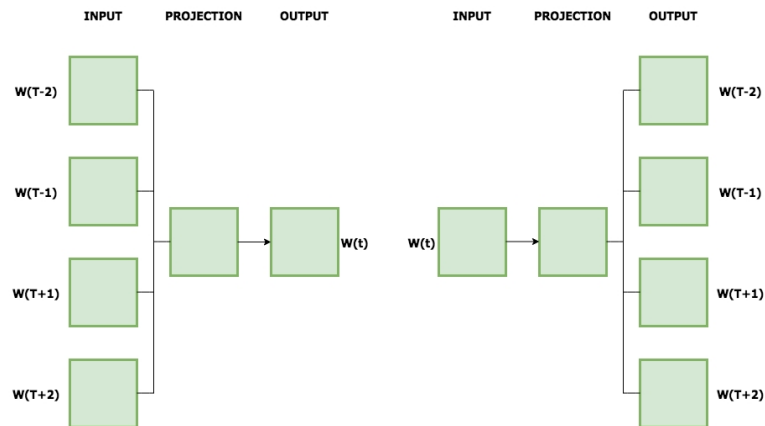 INPUT PROJECTION OUTPUT
W(T-2)
W(T-1)
W(t)
W(T+1)
W(T+2)
INPUT PROJECTION OUTPUT
W(T-2)
W(T-1)
W(t)
W(T+1)
W(T+2)